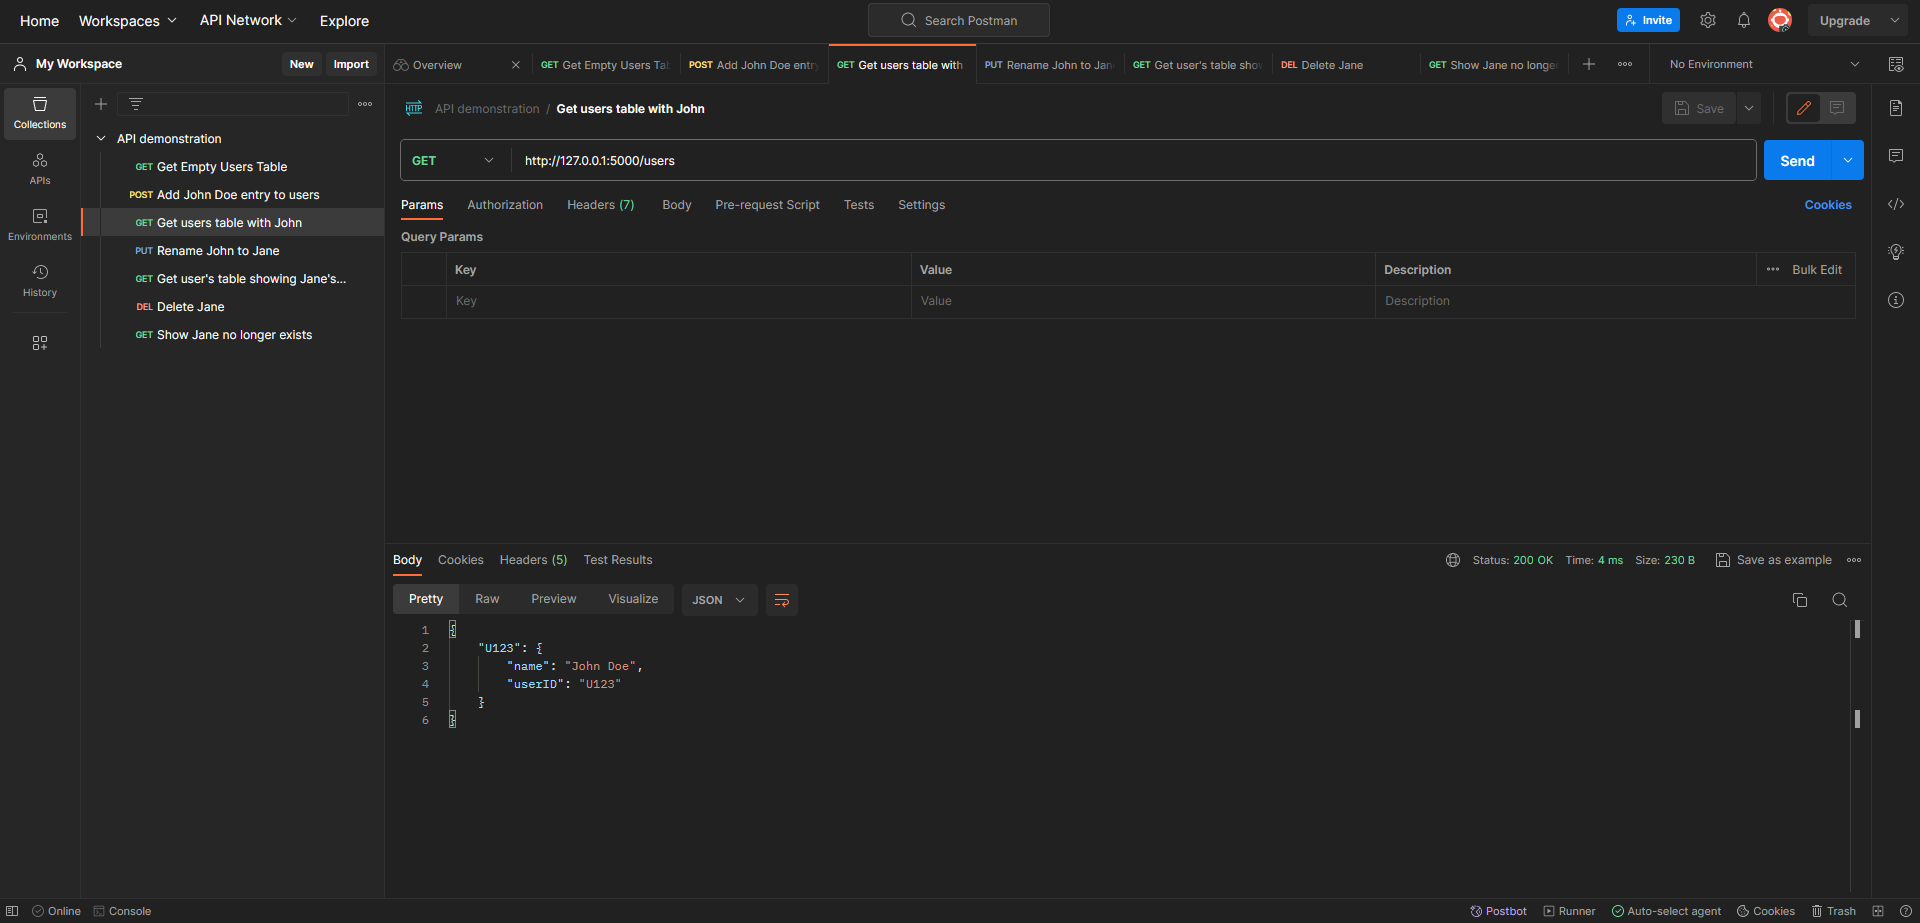 Home Workspaces API Network Explore Search Postman Invite Upgrade
My Workspace New Import Overview GET Get Empty Users Tab POST Add John Doe entry GET Get users table with PUT Rename John to Jan GET Get user's table show DEL Delete Jane GET Show Jane no longer No Environment
API demonstration / Get users table with John Save
Collections
APIs
Environments
History
API demonstration
GET Get Empty Users Table
POST Add John Doe entry to users
GET Get users table with John
PUT Rename John to Jane
GET Get user's table showing Jane's...
DEL Delete Jane
GET Show Jane no longer exists
HTTP
GET http://127.0.0.1:5000/users Send
Params Authorization Headers (7) Body Pre-request Script Tests Settings Cookies
Query Params
Key Value Description Bulk Edit
Key Value Description
Body Cookies Headers (5) Test Results Status: 200 OK Time: 4 ms Size: 230 B Save as example
Pretty Raw Preview Visualize JSON
1 {
2 "U123": {
3 "name": "John Doe",
4 "userID": "U123"
5 }
6 }
Online Console Postbot Runner Auto-select agent Cookies Trash